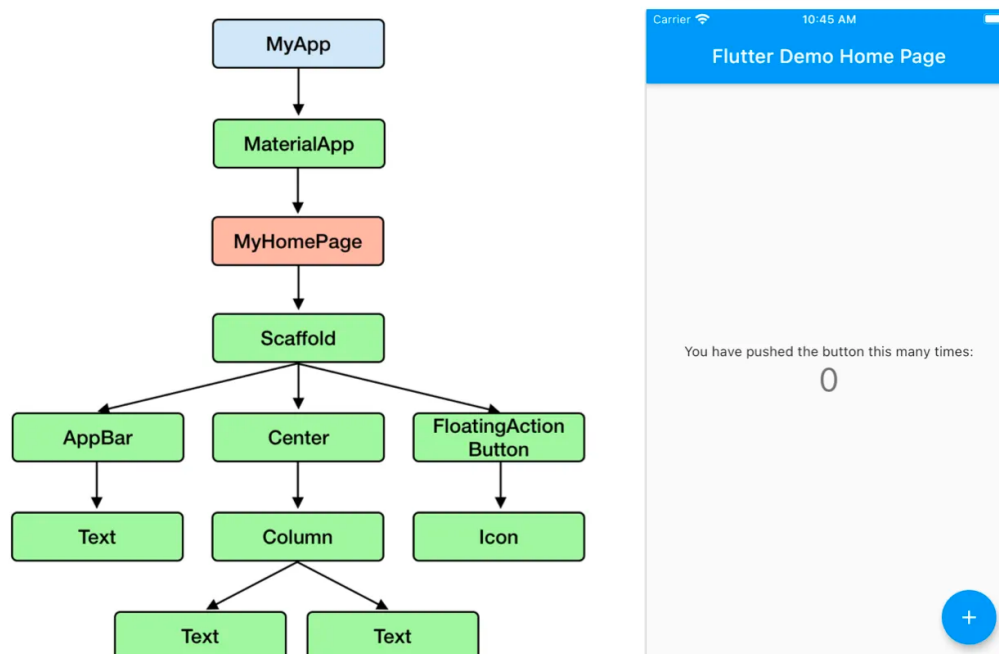 MyApp
MaterialApp
MyHomePage
Scaffold
AppBar
Center
FloatingAction
Button
Text
Column
Icon
Text
Text
Carrier
10:45 AM
Flutter Demo Home Page
You have pushed the button this many times:
0
+